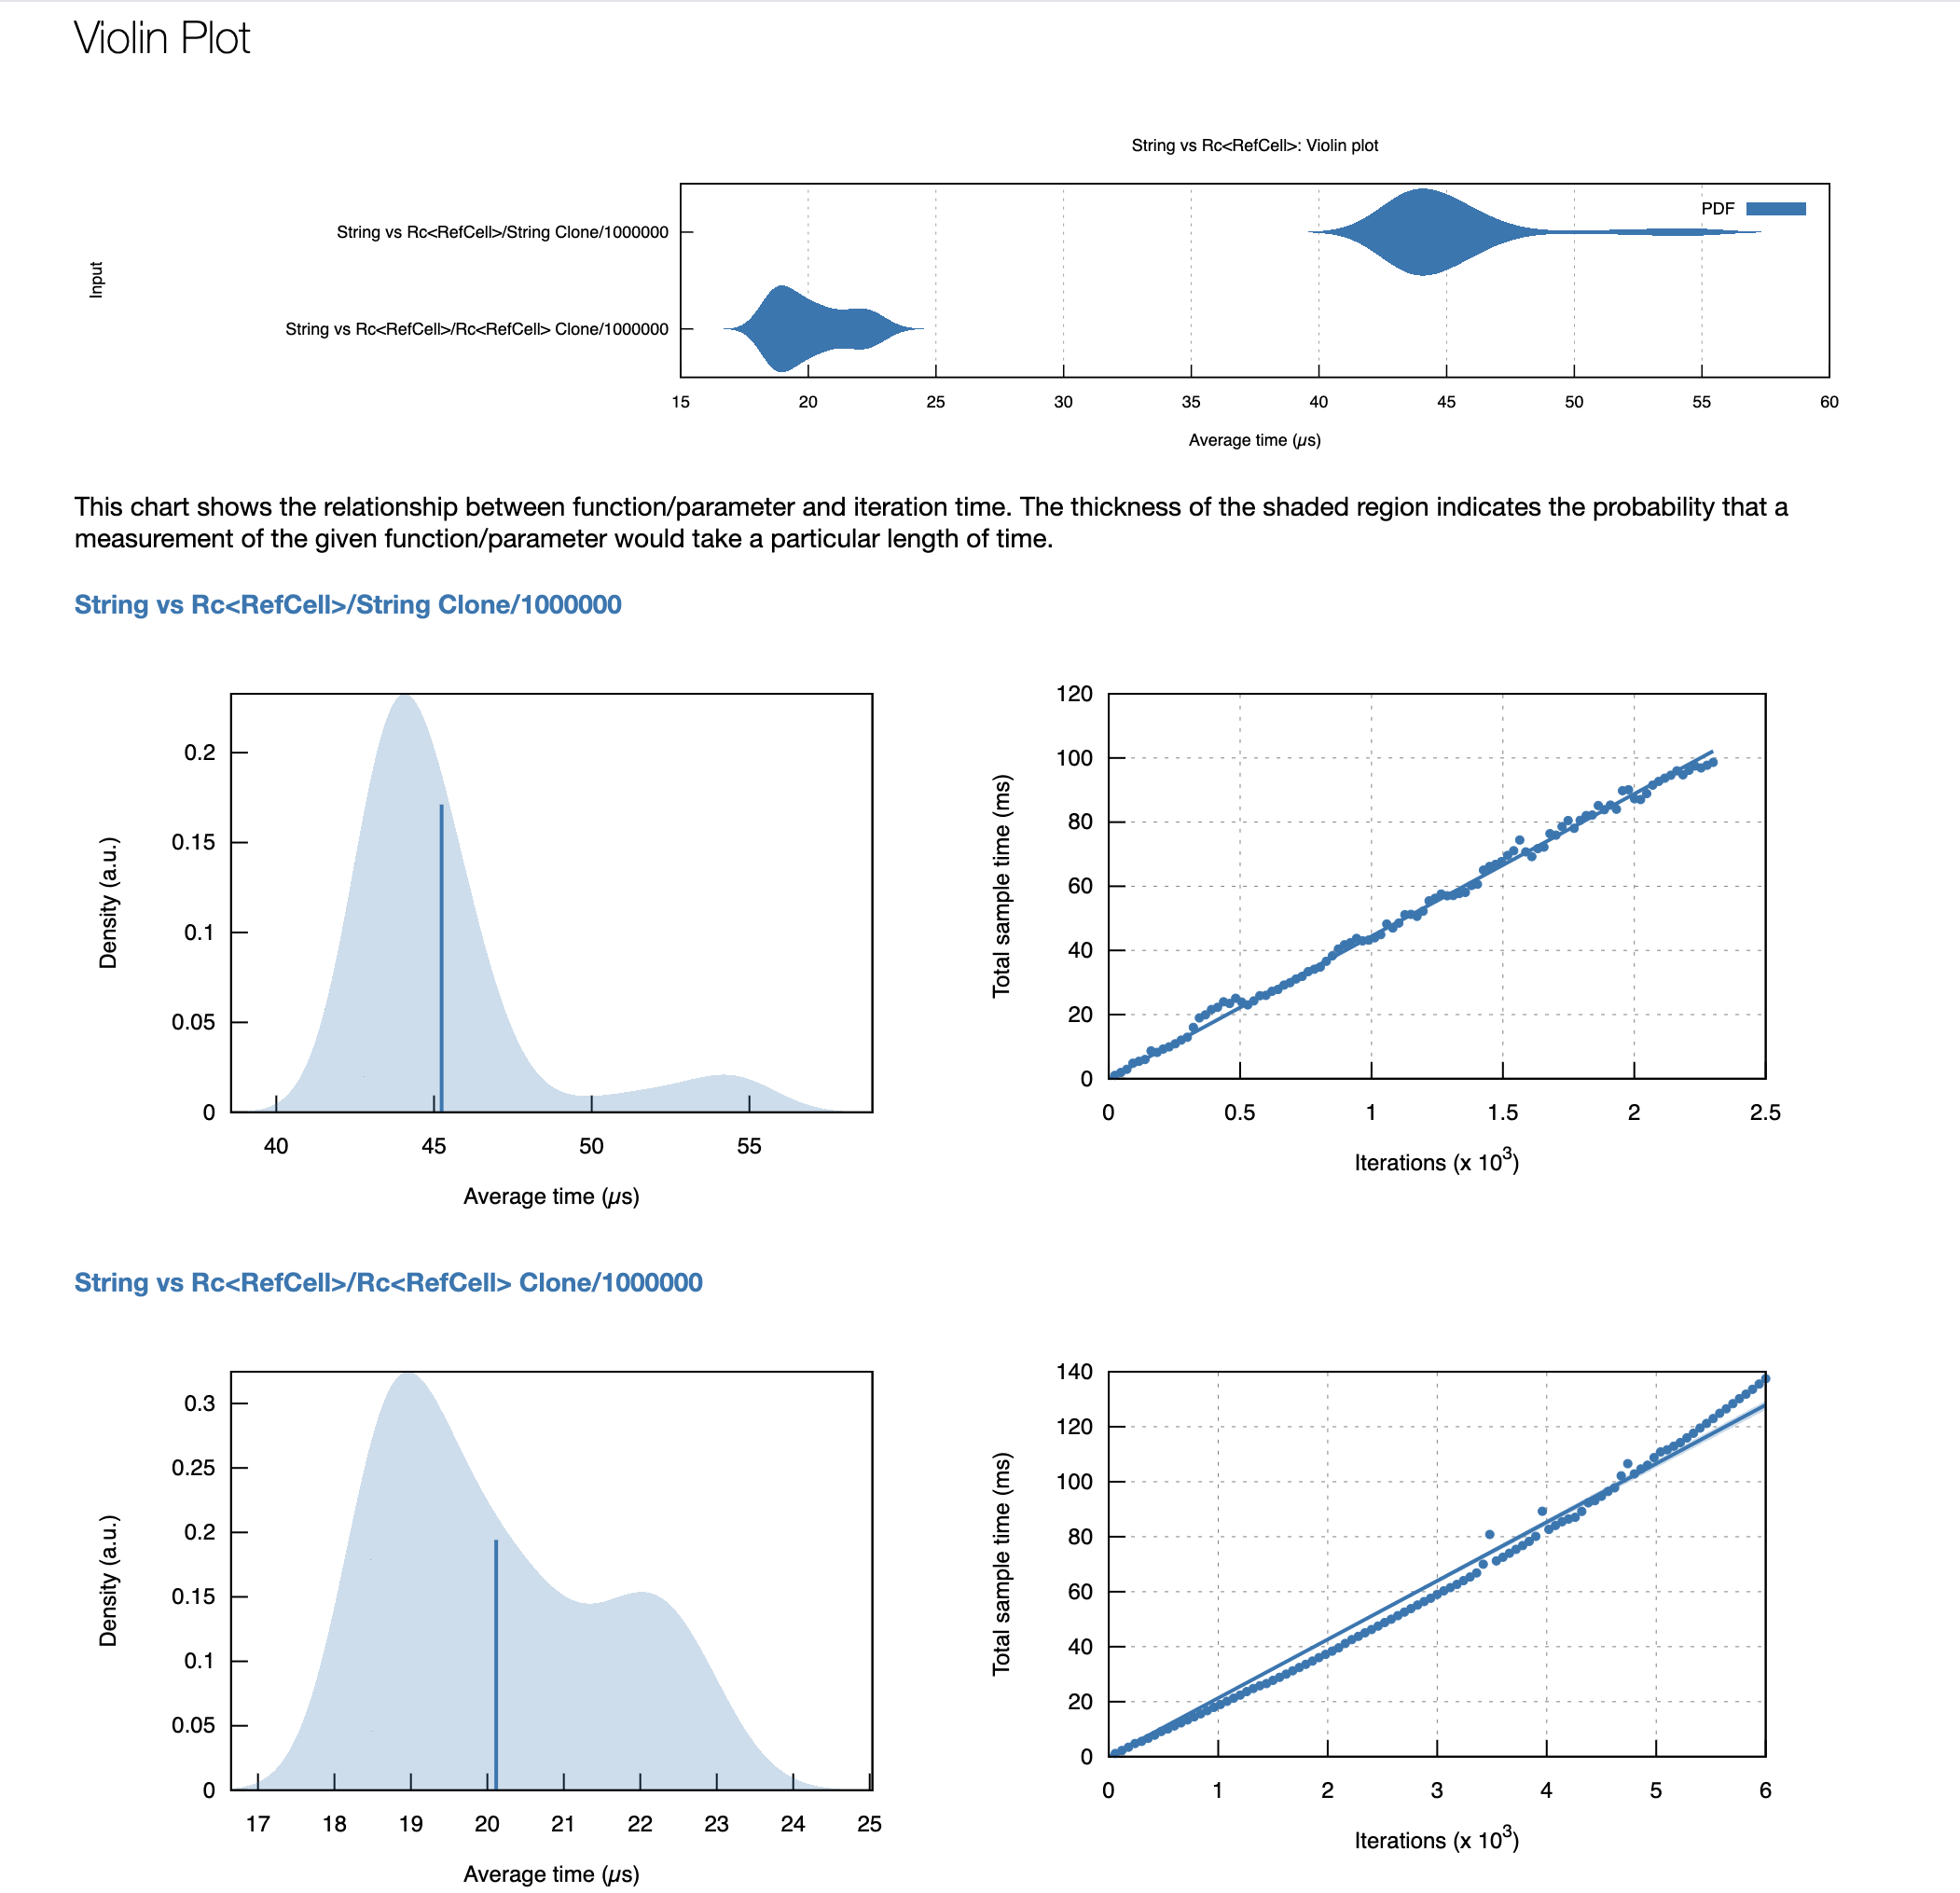 Violin Plot
String vs Rc<RefCell>: Violin plot
PDF
String vs Rc<RefCell>/String Clone/1000000
Input
String vs Rc<RefCell>/Rc<RefCell> Clone/1000000
15 20 25 30 35 40 45 50 55 60
Average time (µs)
This chart shows the relationship between function/parameter and iteration time. The thickness of the shaded region indicates the probability that a
measurement of the given function/parameter would take a particular length of time.
String vs Rc<RefCell>/String Clone/1000000
Density (a.u.)
0.2
0.15
0.1
0.05
0
40 45 50 55
Average time (µs)
Total sample time (ms)
120
100
80
60
40
20
0
0 0.5 1 1.5 2 2.5
Iterations (x 10³)
String vs Rc<RefCell>/Rc<RefCell> Clone/1000000
Density (a.u.)
0.3
0.25
0.2
0.15
0.1
0.05
0
17 18 19 20 21 22 23 24 25
Average time (µs)
Total sample time (ms)
140
120
100
80
60
40
20
0
0 1 2 3 4 5 6
Iterations (x 10³)